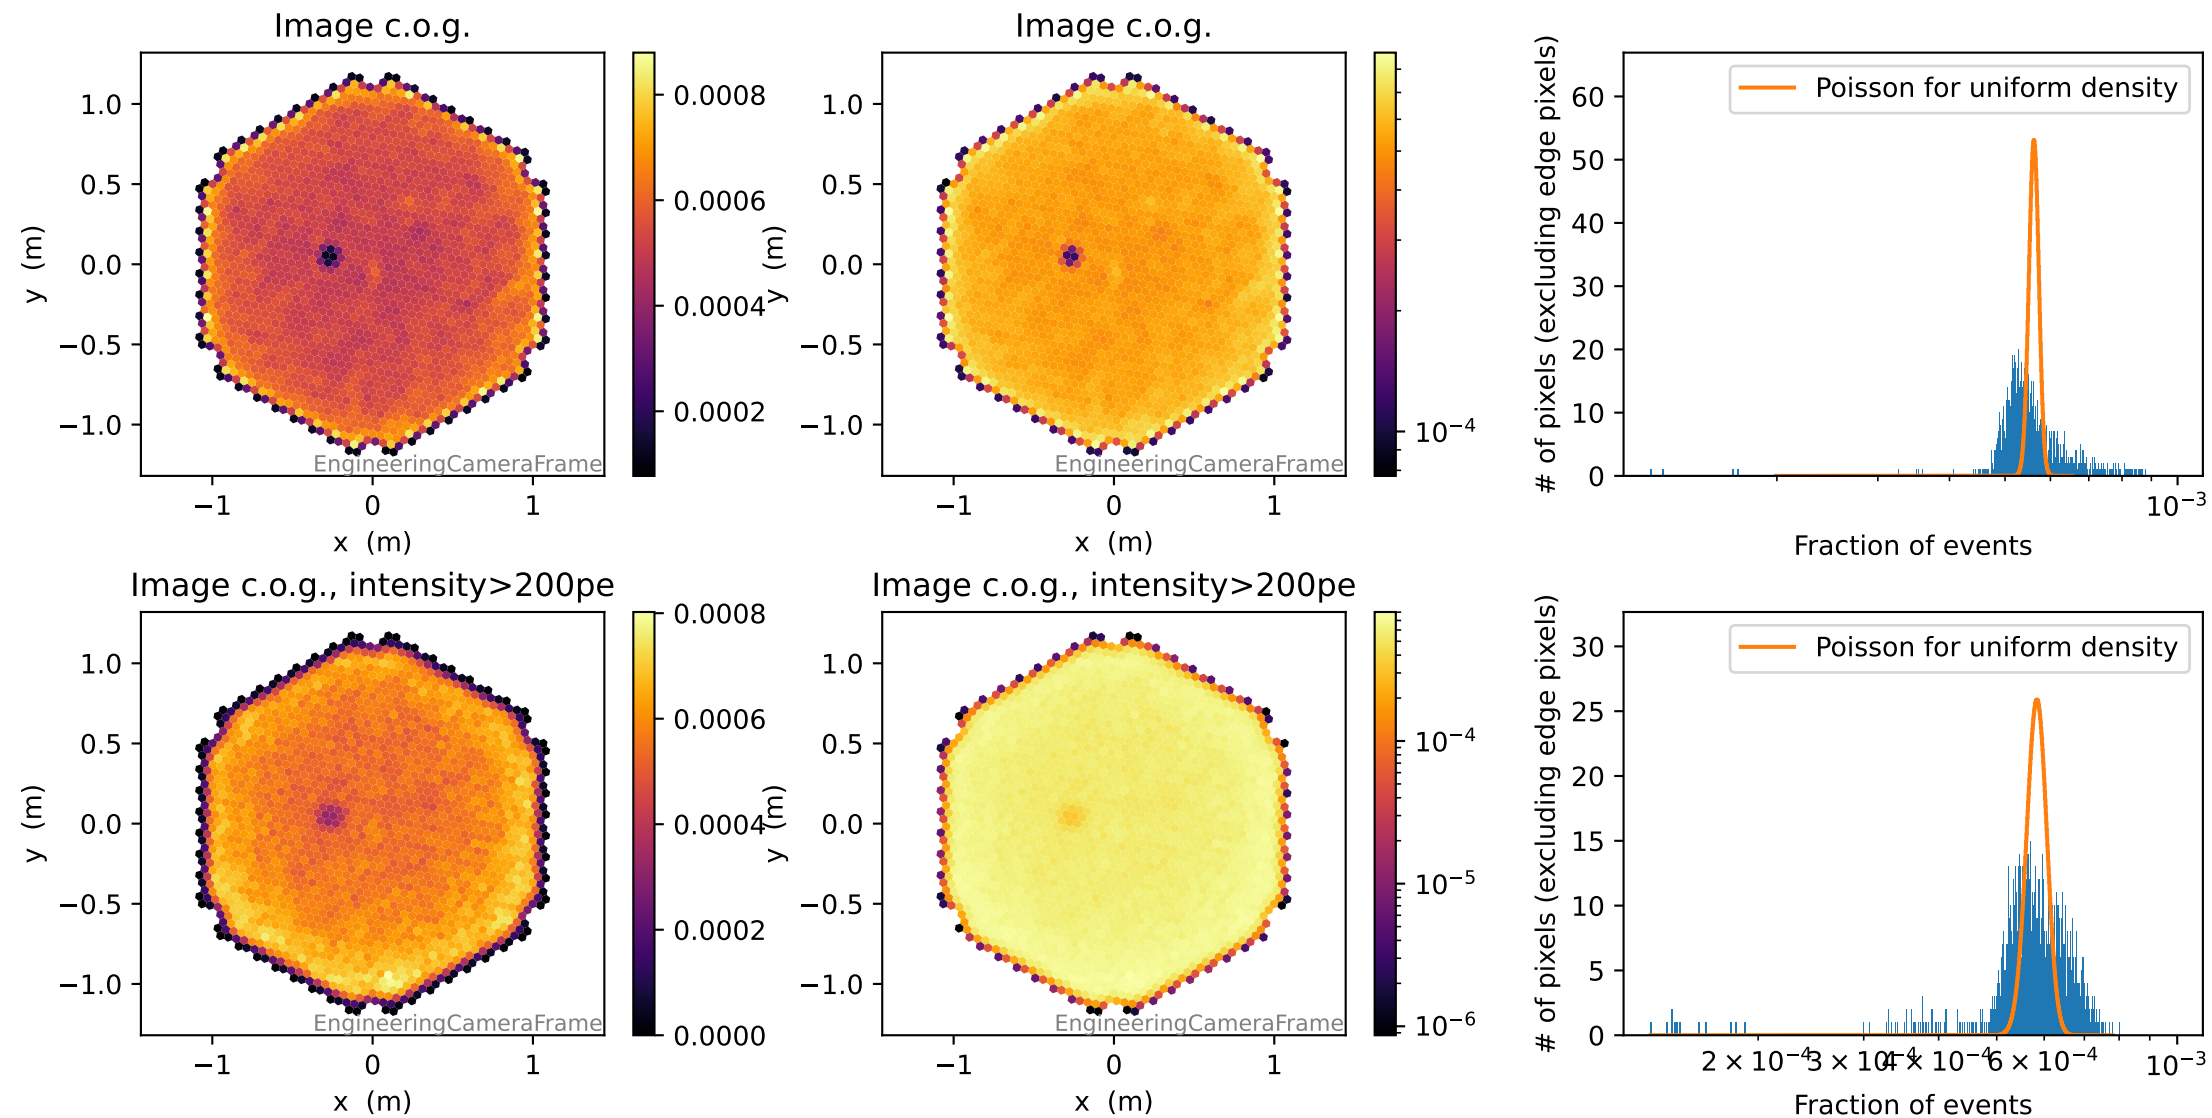 Image c.o.g.
Image c.o.g.
1.0
0.5
0.0
−0.5
−1.0
y (m)
−1 0 1
x (m)
EngineeringCameraFrame
0.0008
0.0006
0.0004
0.0002
1.0
0.5
0.0
−0.5
−1.0
y (m)
−1 0 1
x (m)
EngineeringCameraFrame
10⁻⁴
# of pixels (excluding edge pixels)
60
50
40
30
20
10
0
Poisson for uniform density
10⁻³
Fraction of events
Image c.o.g., intensity>200pe
Image c.o.g., intensity>200pe
1.0
0.5
0.0
−0.5
−1.0
y (m)
−1 0 1
x (m)
EngineeringCameraFrame
0.0008
0.0006
0.0004
0.0002
0.0000
1.0
0.5
0.0
−0.5
−1.0
y (m)
−1 0 1
x (m)
EngineeringCameraFrame
10⁻⁴
10⁻⁵
10⁻⁶
# of pixels (excluding edge pixels)
30
25
20
15
10
5
0
Poisson for uniform density
2 × 10⁻⁴ 3 × 10⁻⁴ 4 × 10⁻⁴ 6 × 10⁻⁴ 10⁻³
Fraction of events